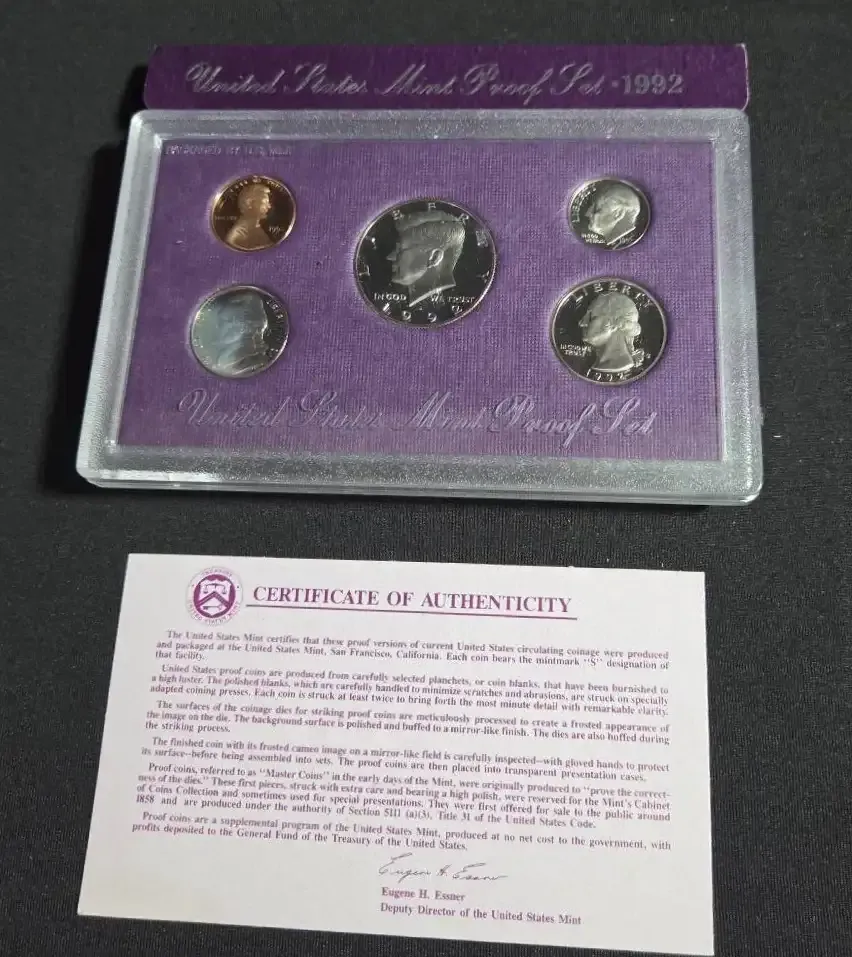 United States Mint Proof Set · 1992
PACKAGED BY U.S. MINT
LIBERTY
IN GOD WE TRUST
1992
LIBERTY
IN GOD
WE TRUST
1992
LIBERTY
IN GOD WE
TRUST
1992
United States Mint Proof Set
CERTIFICATE OF AUTHENTICITY
The United States Mint certifies that these proof versions of current United States circulating coinage were produced
and packaged at the United States Mint, San Francisco, California. Each coin bears the mintmark "S" designation of
that facility.
United States proof coins are produced from carefully selected planchets, or coin blanks, that have been burnished to
a high luster. The polished blanks, which are carefully handled to minimize scratches and abrasions, are struck on specially
adapted coining presses. Each coin is struck at least twice to bring forth the most minute detail with remarkable clarity.
The surfaces of the coinage dies for striking proof coins are meticulously processed to create a frosted appearance of
the image on the die. The background surface is polished and buffed to a mirror-like finish. The dies are also buffed during
the striking process.
The finished coin with its frosted cameo image on a mirror-like field is carefully inspected--with gloved hands to protect
its surface--before being assembled into sets. The proof coins are then placed into transparent presentation cases.
Proof coins, referred to as "Master Coins" in the early days of the Mint, were originally produced to "prove the correct-
ness of the dies." These first pieces, struck with extra care and bearing a high polish, were reserved for the Mint's Cabinet
of Coins Collection and sometimes used for special presentations. They were first offered for sale to the public around
1858 and are produced under the authority of Section 5111 (a)(3), Title 31 of the United States Code.
Proof coins are a supplemental program of the United States Mint, produced at no net cost to the government, with
profits deposited to the General Fund of the Treasury of the United States.
Eugene H. Essner
Eugene H. Essner
Deputy Director of the United States Mint